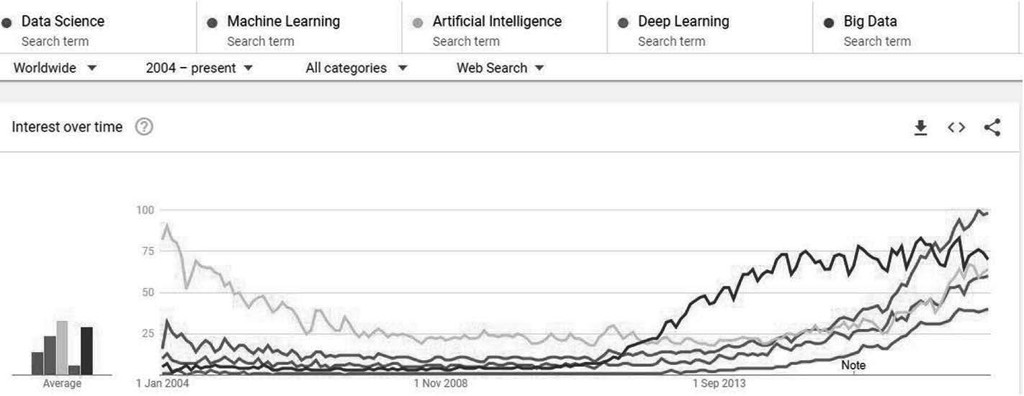 Data Science
Search term
Machine Learning
Search term
Artificial Intelligence
Search term
Deep Learning
Search term
Big Data
Search term
Worldwide 2004 – present All categories Web Search
Interest over time ?
100
75
50
25
Average
1 Jan 2004 1 Nov 2008 1 Sep 2013
Note